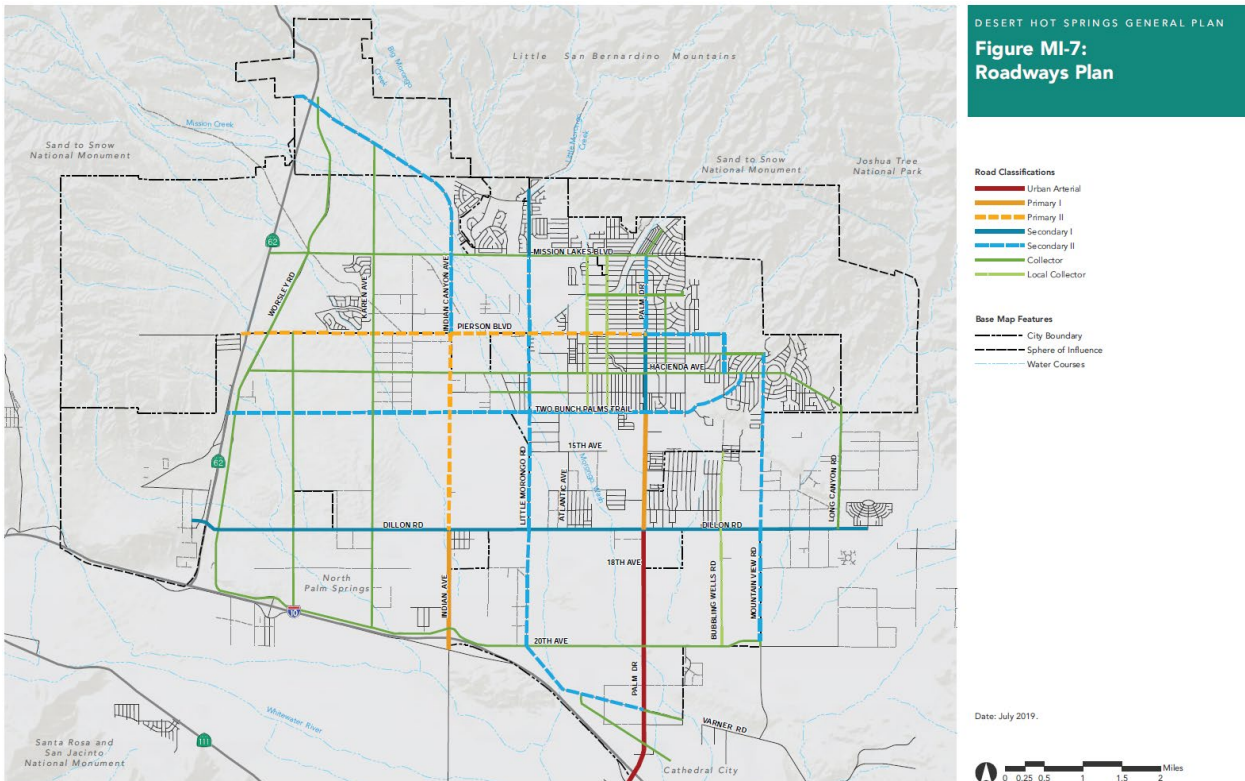 DESERT HOT SPRINGS GENERAL PLAN
Figure MI-7:
Roadways Plan
Road Classifications
Urban Arterial
Primary I
Primary II
Secondary I
Secondary II
Collector
Local Collector
Base Map Features
City Boundary
Sphere of Influence
Water Courses
Date: July 2019.
0 0.25 0.5 1 1.5 2 Miles
Little San Bernardino Mountains
Big Morongo
Creek
Mission Creek
Little Morongo
Creek
Sand to Snow
National Monument
Sand to Snow
National Monument
Joshua Tree
National Park
62
MISSION LAKES BLVD
WORSLEY RD
KAREN AVE
INDIAN CANYON AVE
PALM DR
PIERSON BLVD
HACIENDA AVE
TWO BUNCH PALMS TRAIL
15TH AVE
62
LITTLE MORONGO RD
ATLANTIC AVE
Morongo Wash
LONG CANYON RD
DILLON RD
DILLON RD
18TH AVE
North
Palm Springs
10
INDIAN AVE
BUBBLING WELLS RD
MOUNTAIN VIEW RD
20TH AVE
PALM DR
VARNER RD
Whitewater River
111
Santa Rosa and
San Jacinto
National Monument
Cathedral City